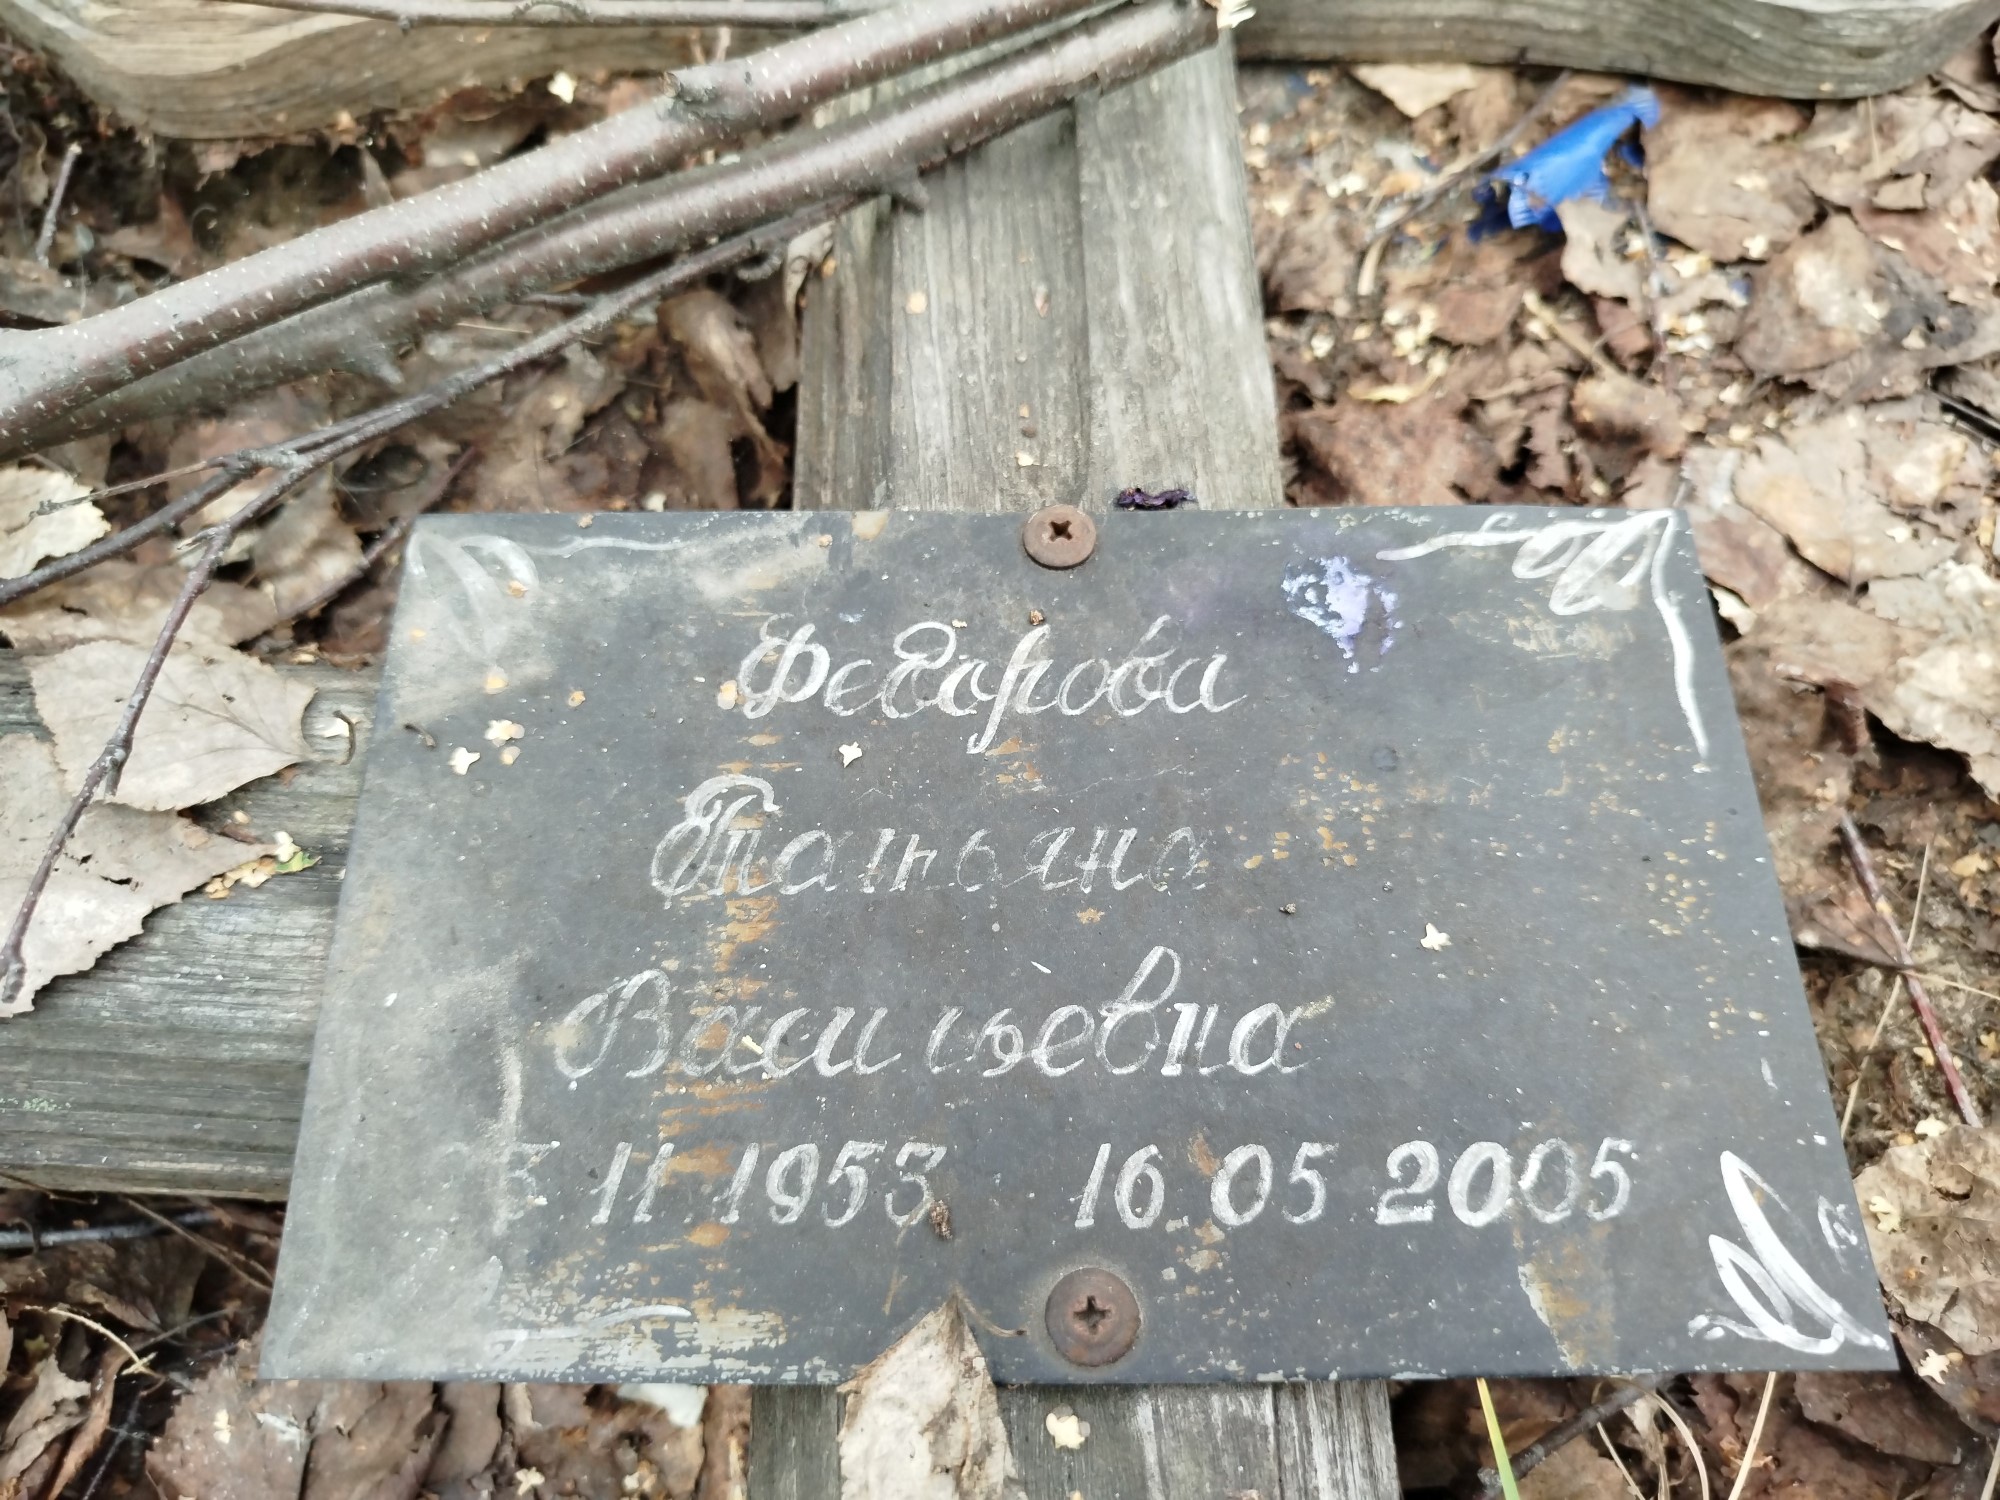 Федорова
Татьяна
Васильевна
11.1953 16.05 2005